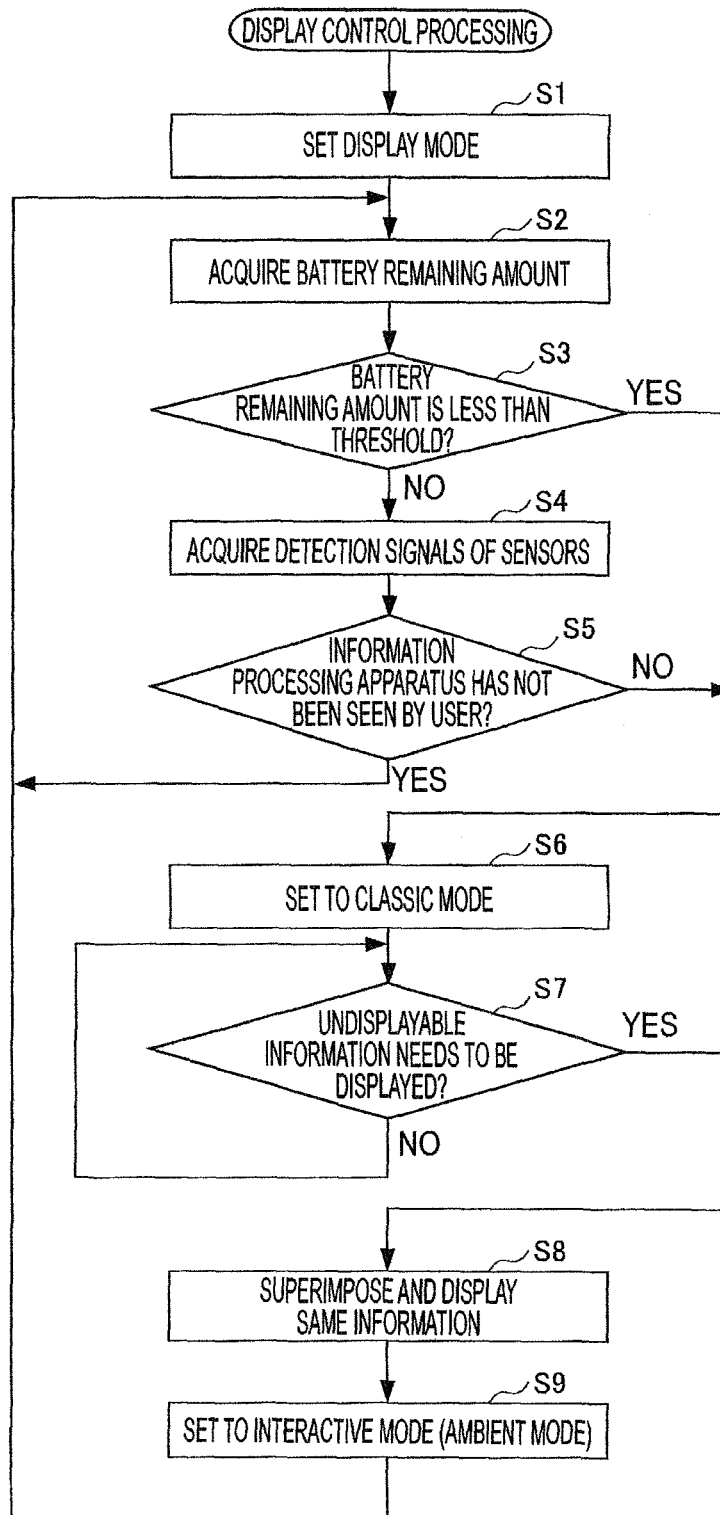 DISPLAY CONTROL PROCESSING
S1
SET DISPLAY MODE
S2
ACQUIRE BATTERY REMAINING AMOUNT
S3
BATTERY
REMAINING AMOUNT IS LESS THAN
THRESHOLD?
YES
NO
S4
ACQUIRE DETECTION SIGNALS OF SENSORS
S5
INFORMATION
PROCESSING APPARATUS HAS NOT
BEEN SEEN BY USER?
NO
YES
S6
SET TO CLASSIC MODE
S7
UNDISPLAYABLE
INFORMATION NEEDS TO BE
DISPLAYED?
YES
NO
S8
SUPERIMPOSE AND DISPLAY
SAME INFORMATION
S9
SET TO INTERACTIVE MODE (AMBIENT MODE)